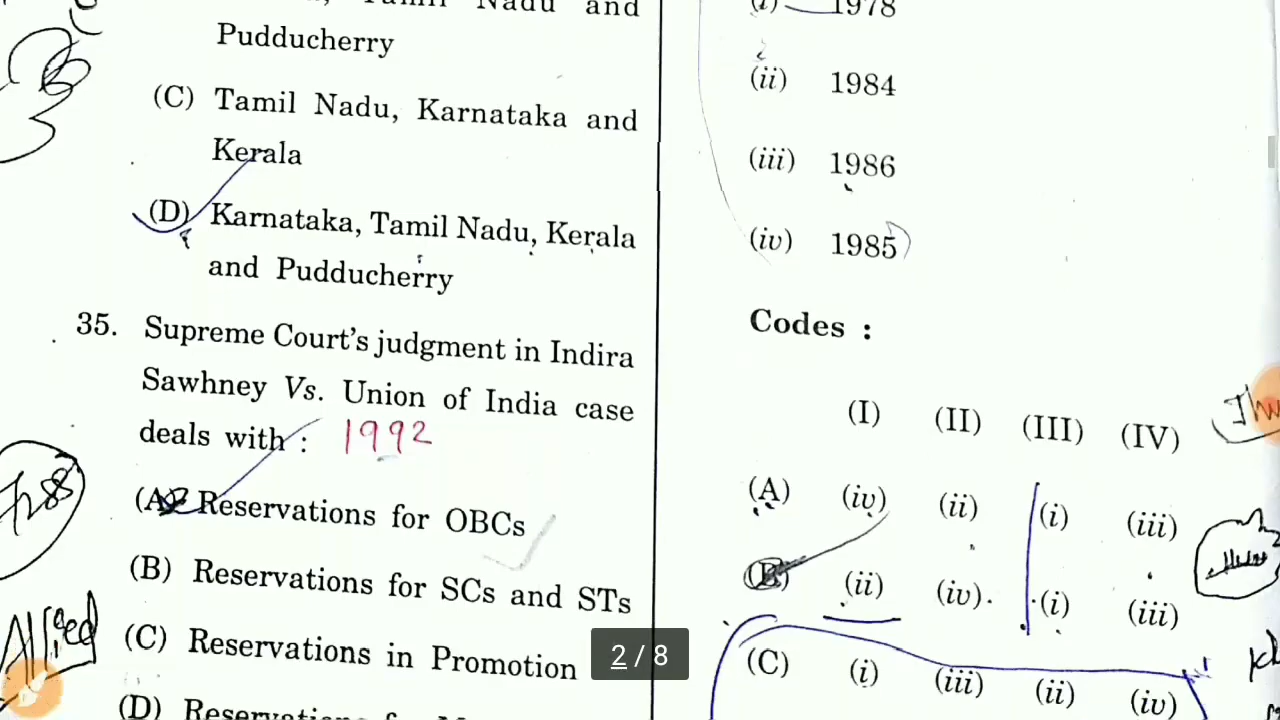 Nadu and
Pudducherry
(C) Tamil Nadu, Karnataka and
Kerala
(D) Karnataka, Tamil Nadu, Kerala
and Pudducherry
35. Supreme Court's judgment in Indira
Sawhney Vs. Union of India case
deals with : 1992
(A) Reservations for OBCs
(B) Reservations for SCs and STs
(C) Reservations in Promotion
(D)
(i) 1978
(ii) 1984
(iii) 1986
(iv) 1985
Codes :
(I) (II) (III) (IV)
(A) (iv) (ii) (i) (iii)
(B) (ii) (iv) (i) (iii)
(C) (i) (iii) (ii) (iv)
2 / 8